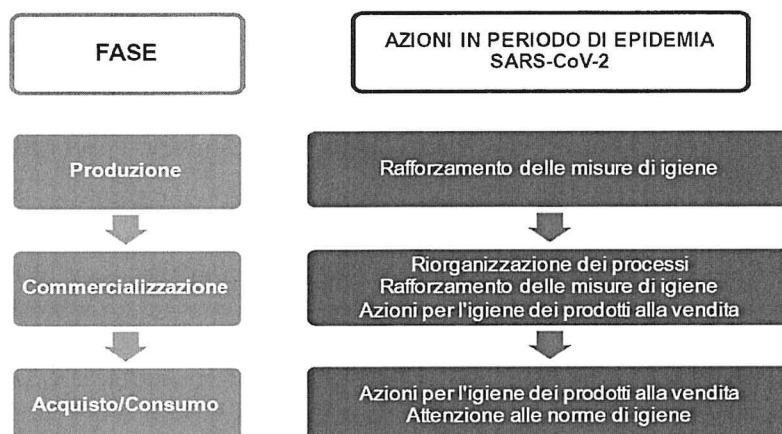 FASE
AZIONI IN PERIODO DI EPIDEMIA
SARS-CoV-2
Produzione
Rafforzamento delle misure di igiene
Commercializzazione
Riorganizzazione dei processi
Rafforzamento delle misure di igiene
Azioni per l'igiene dei prodotti alla vendita
Acquisto/Consumo
Azioni per l'igiene dei prodotti alla vendita
Attenzione alle norme di igiene